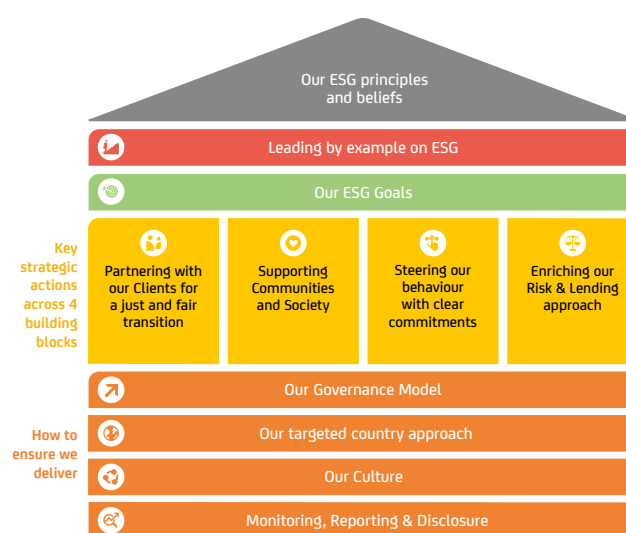 Our ESG principles
and beliefs
Leading by example on ESG
Our ESG Goals
Key
strategic
actions
across 4
building
blocks
Partnering with
our Clients for
a just and fair
transition
Supporting
Communities
and Society
Steering our
behaviour
with clear
commitments
Enriching our
Risk & Lending
approach
How to
ensure we
deliver
Our Governance Model
Our targeted country approach
Our Culture
Monitoring, Reporting & Disclosure